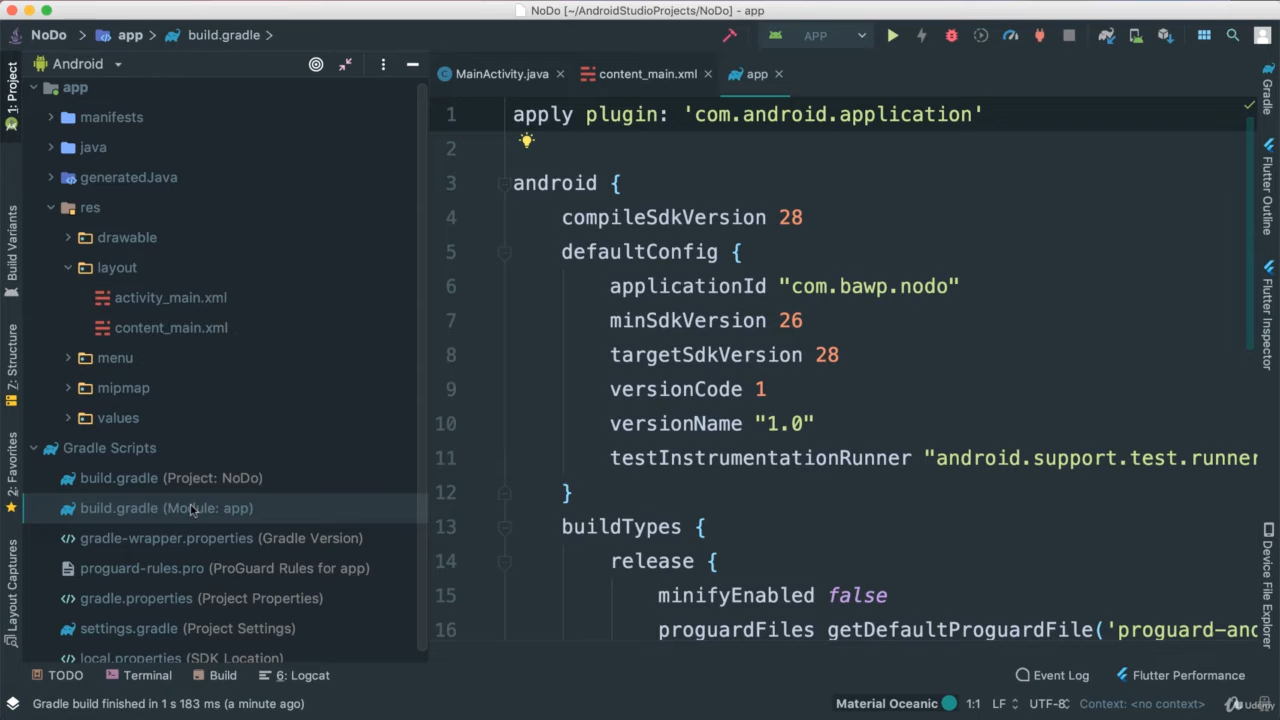 NoDo [~/AndroidStudioProjects/NoDo] - app
NoDo app build.gradle APP
1: Project
Build Variants
7: Structure
2: Favorites
Layout Captures
Android
app
manifests
java
generatedJava
res
drawable
layout
activity_main.xml
content_main.xml
menu
mipmap
values
Gradle Scripts
build.gradle (Project: NoDo)
build.gradle (Module: app)
gradle-wrapper.properties (Gradle Version)
proguard-rules.pro (ProGuard Rules for app)
gradle.properties (Project Properties)
settings.gradle (Project Settings)
local.properties (SDK Location)
MainActivity.java content_main.xml app
1 apply plugin: 'com.android.application'
2
3 android {
4 compileSdkVersion 28
5 defaultConfig {
6 applicationId "com.bawp.nodo"
7 minSdkVersion 26
8 targetSdkVersion 28
9 versionCode 1
10 versionName "1.0"
11 testInstrumentationRunner "android.support.test.runner
12 }
13 buildTypes {
14 release {
15 minifyEnabled false
16 proguardFiles getDefaultProguardFile('proguard-and
Gradle
Flutter Outline
Flutter Inspector
Device File Explorer
TODO Terminal Build 6: Logcat Event Log Flutter Performance
Gradle build finished in 1 s 183 ms (a minute ago) Material Oceanic 1:1 LF UTF-8 Context: <no context>
Udemy